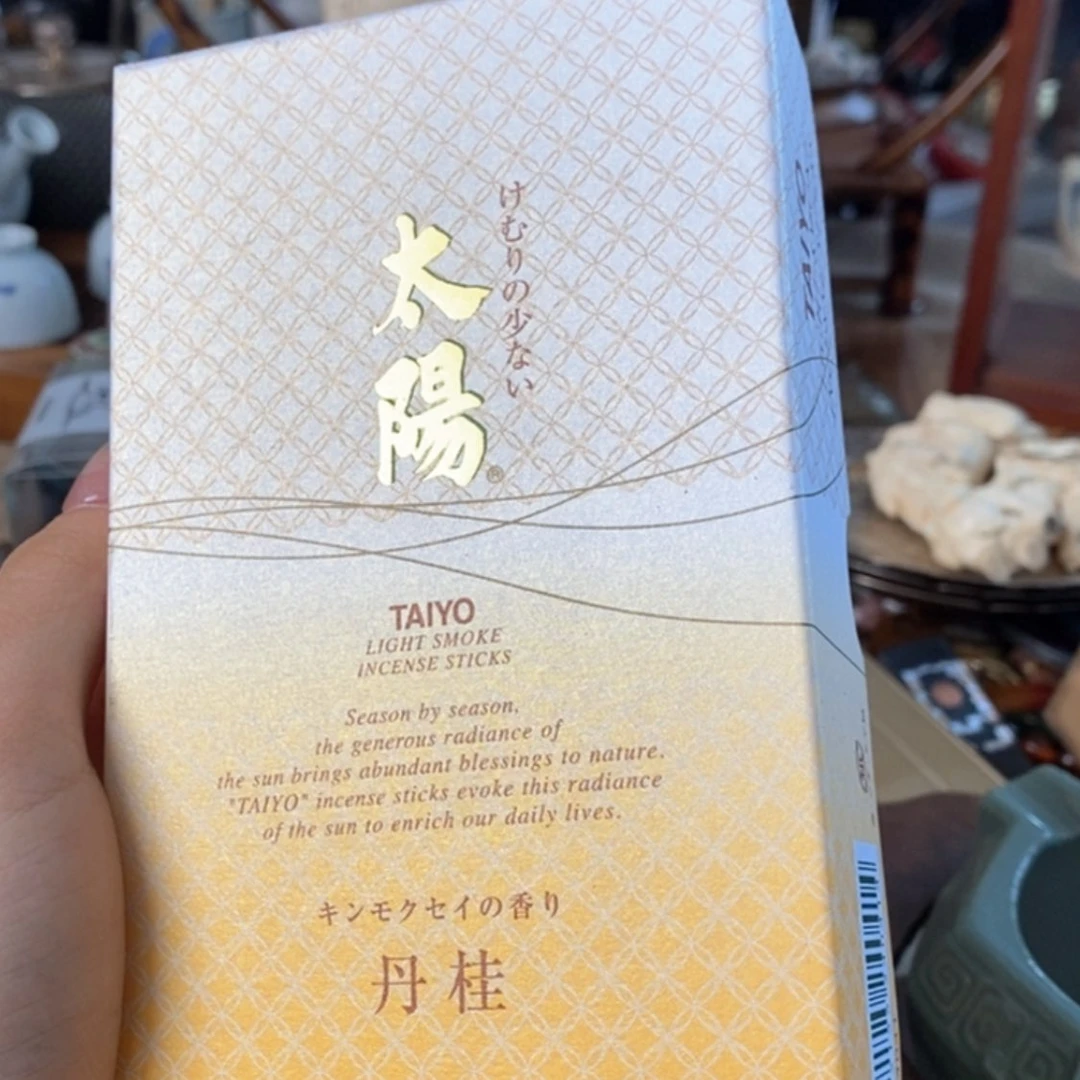 けむりの少ない
太陽®
TAIYO
LIGHT SMOKE
INCENSE STICKS
Season by season,
the generous radiance of
the sun brings abundant blessings to nature.
"TAIYO" incense sticks evoke this radiance
of the sun to enrich our daily lives.
キンモクセイの香り
丹桂